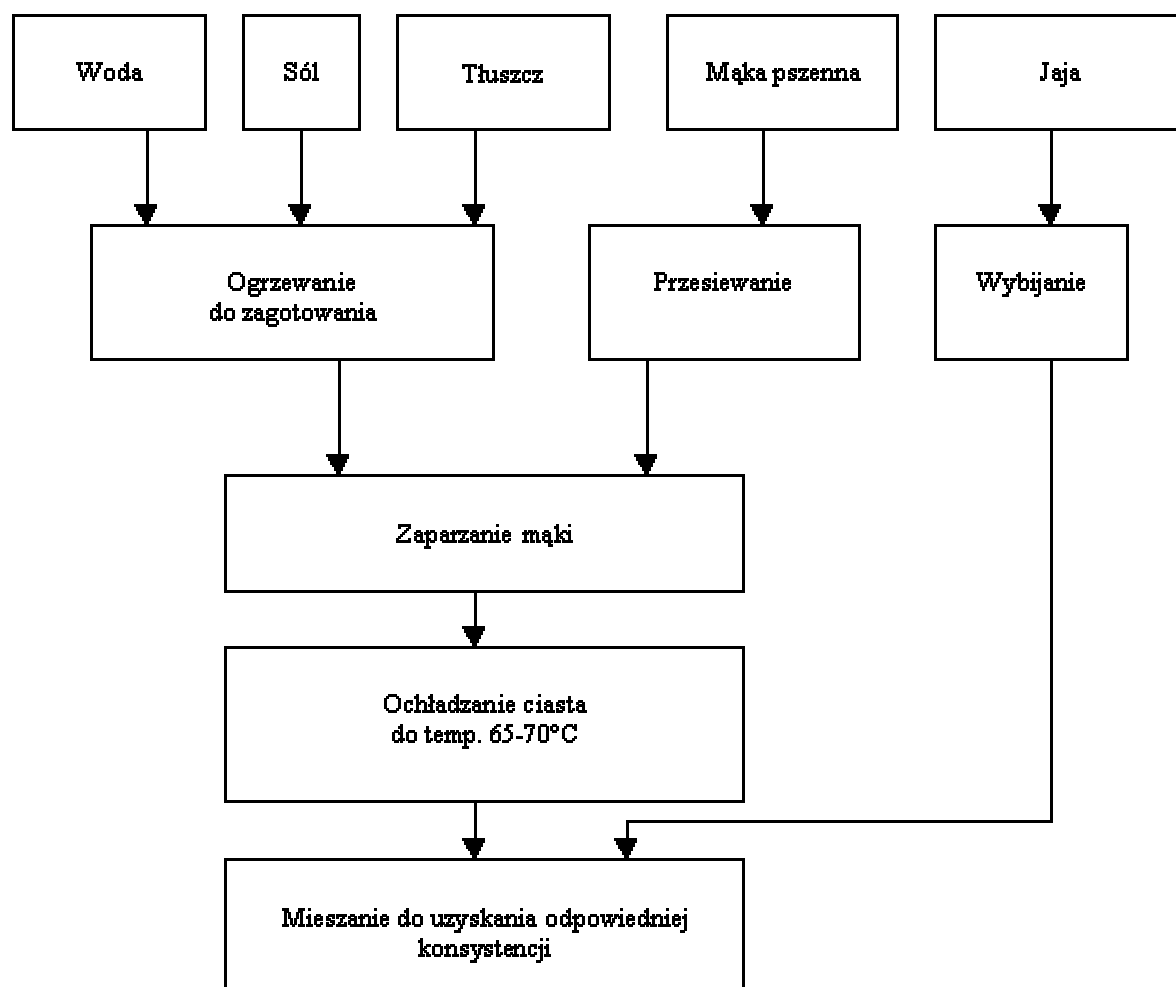 Woda
Sól
Tłuszcz
Mąka pszenna
Jaja
Ogrzewanie
do zagotowania
Przesiewanie
Wybijanie
Zaparzanie mąki
Ochładzanie ciasta
do temp. 65-70°C
Mieszanie do uzyskania odpowiedniej
konsystencji